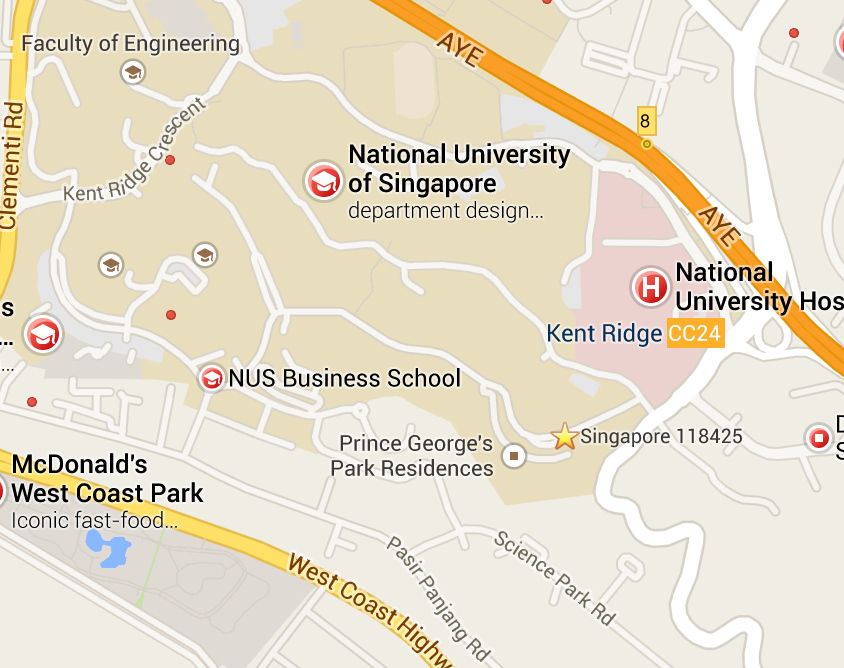 Faculty of Engineering
AYE
8
Clementi Rd
Kent Ridge Crescent
National University
of Singapore
department design...
AYE
National
University Hos
Kent Ridge CC24
s
...
...
NUS Business School
Prince George's
Park Residences
Singapore 118425
D
S
McDonald's
West Coast Park
Iconic fast-food...
West Coast Highw
Pasir Panjang Rd
Science Park Rd
H